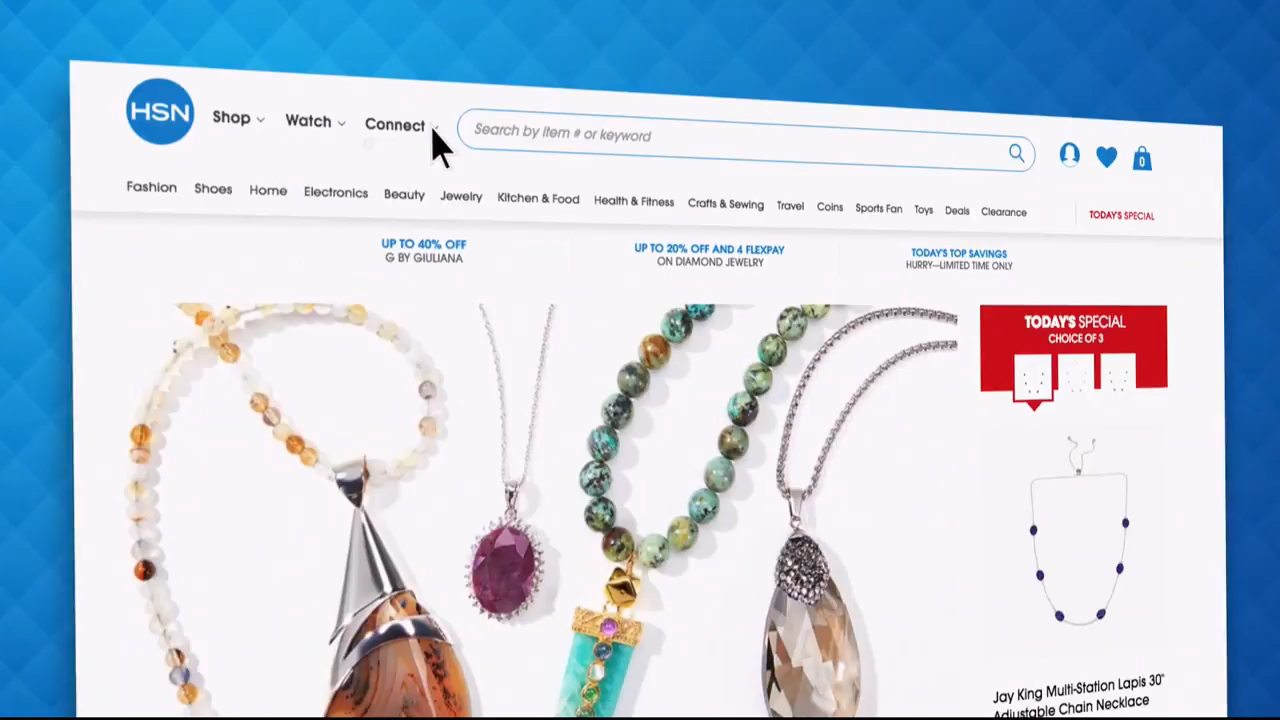 HSN
Shop
Watch
Connect
Search by item # or keyword
0
Fashion Shoes Home Electronics Beauty Jewelry Kitchen & Food Health & Fitness Crafts & Sewing Travel Coins Sports Fan Toys Deals Clearance
TODAY'S SPECIAL
UP TO 40% OFF
G BY GIULIANA
UP TO 20% OFF AND 4 FLEXPAY
ON DIAMOND JEWELRY
TODAY'S TOP SAVINGS
HURRY—LIMITED TIME ONLY
TODAY'S SPECIAL
CHOICE OF 3
Jay King Multi-Station Lapis 30"
Adjustable Chain Necklace